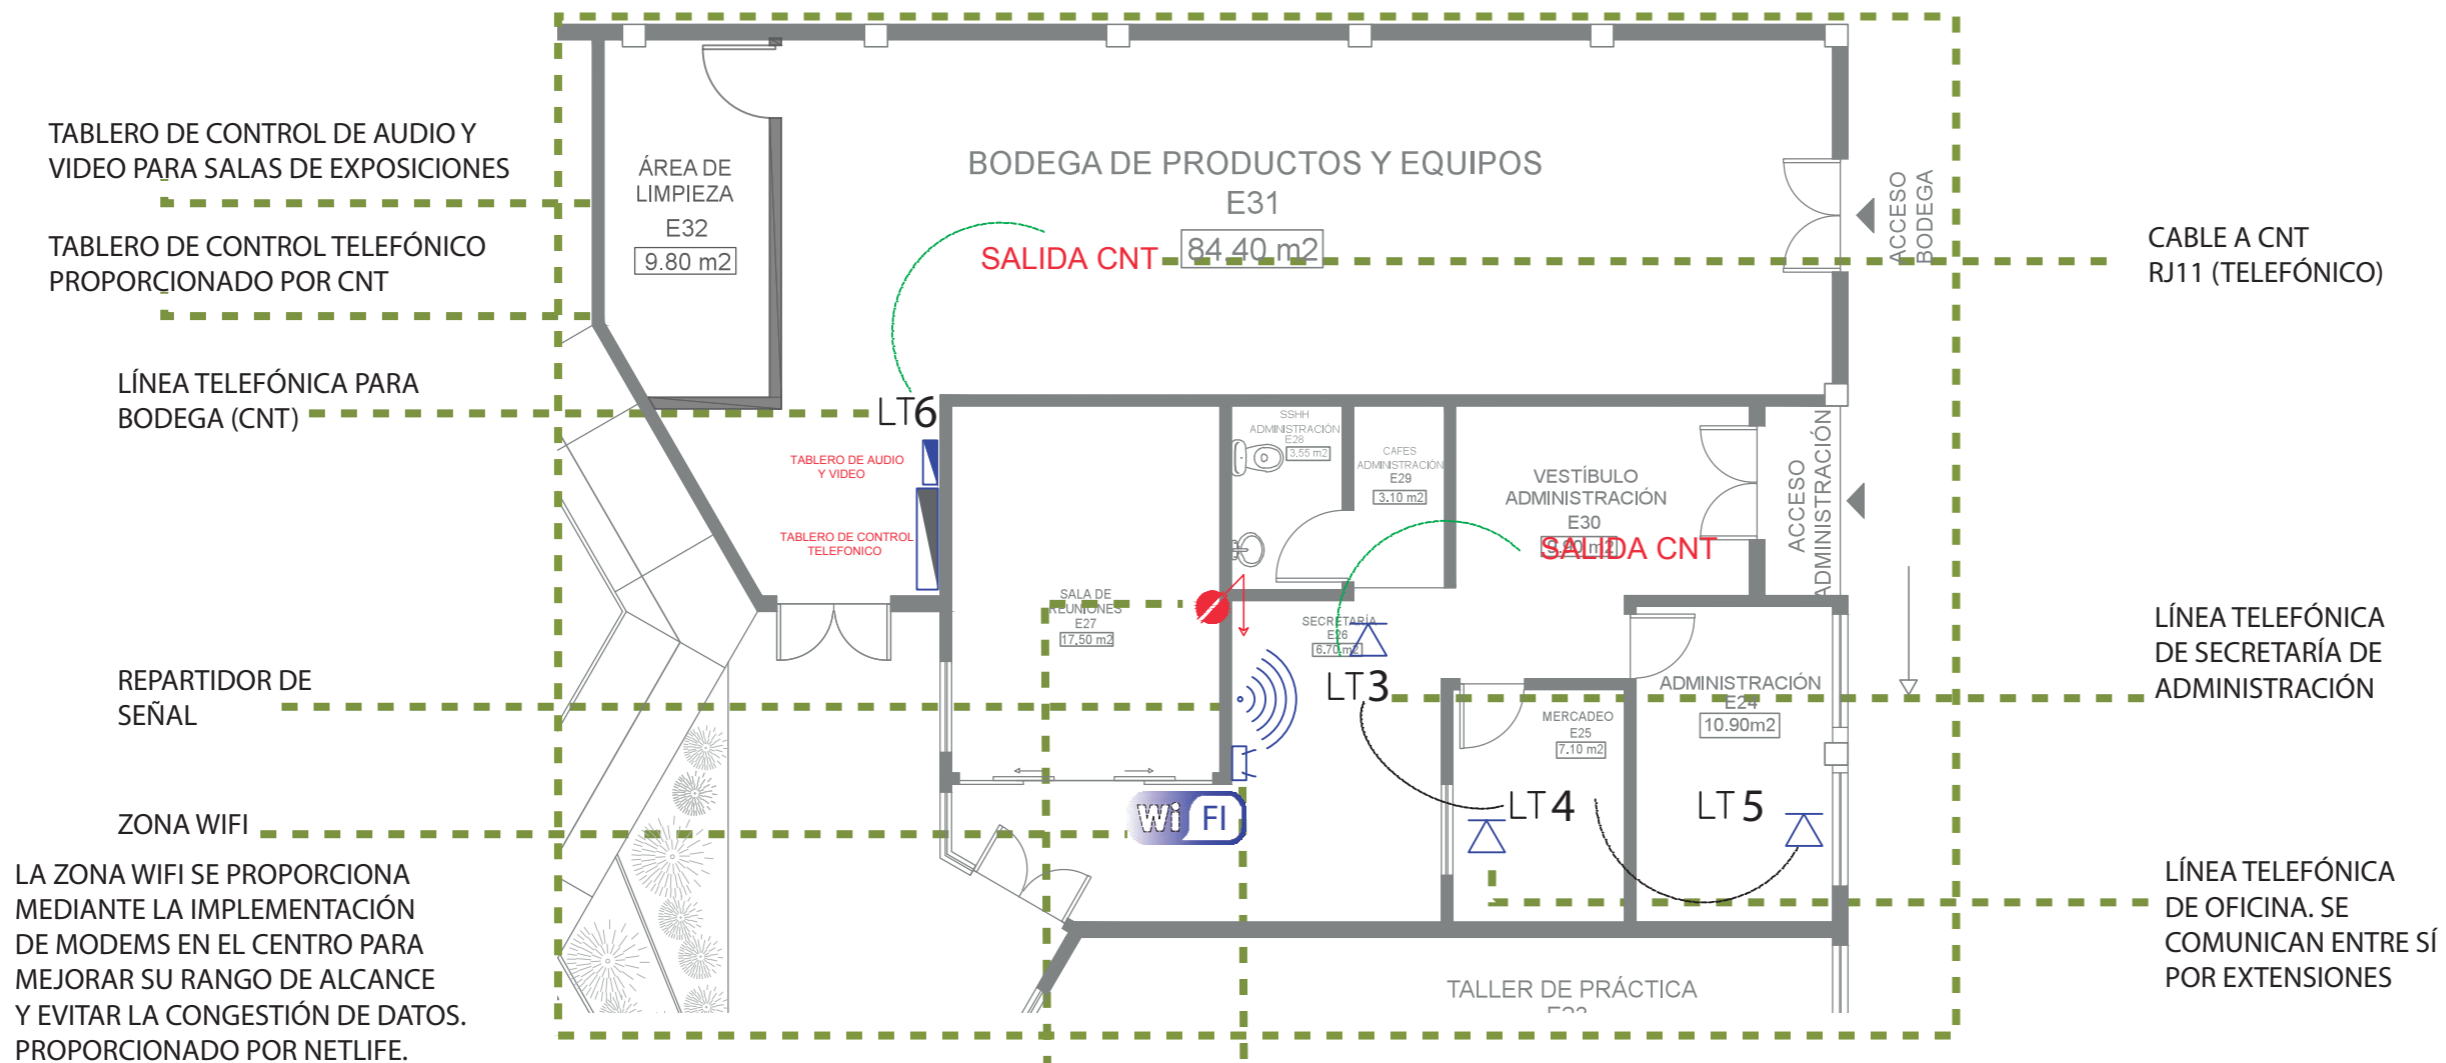 TABLERO DE CONTROL DE AUDIO Y
VIDEO PARA SALAS DE EXPOSICIONES
TABLERO DE CONTROL TELEFÓNICO
PROPORCIONADO POR CNT
LÍNEA TELEFÓNICA PARA
BODEGA (CNT)
REPARTIDOR DE
SEÑAL
ZONA WIFI
LA ZONA WIFI SE PROPORCIONA
MEDIANTE LA IMPLEMENTACIÓN
DE MODEMS EN EL CENTRO PARA
MEJORAR SU RANGO DE ALCANCE
Y EVITAR LA CONGESTIÓN DE DATOS.
PROPORCIONADO POR NETLIFE.
ÁREA DE
LIMPIEZA
E32
9.80 m2
BODEGA DE PRODUCTOS Y EQUIPOS
E31
84.40 m2
SALIDA CNT
ACCESO
BODEGA
LT6
TABLERO DE AUDIO
Y VIDEO
TABLERO DE CONTROL
TELEFONICO
SALA DE
REUNIONES
E27
17,50 m2
SSHH
ADMINISTRACIÓN
E28
3,55 m2
CAFES
ADMINISTRACIÓN
E29
3.10 m2
VESTÍBULO
ADMINISTRACIÓN
E30
SALIDA CNT
ACCESO
ADMINISTRACIÓN
SECRETARÍA
E26
6.70 m2
LT3
MERCADEO
E25
7.10 m2
LT4
ADMINISTRACIÓN
E24
10.90m2
LT5
Wi FI
TALLER DE PRÁCTICA
CABLE A CNT
RJ11 (TELEFÓNICO)
LÍNEA TELEFÓNICA
DE SECRETARÍA DE
ADMINISTRACIÓN
LÍNEA TELEFÓNICA
DE OFICINA. SE
COMUNICAN ENTRE SÍ
POR EXTENSIONES